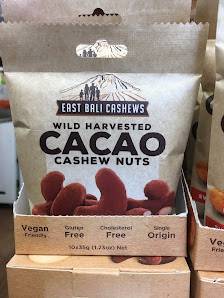 EAST BALI CASHEWS
WILD HARVESTED
CACAO
CASHEW NUTS
Vegan
Friendly
Gluten
Free
Cholesterol
Free
Single
Origin
10x35g (1.23oz) Net